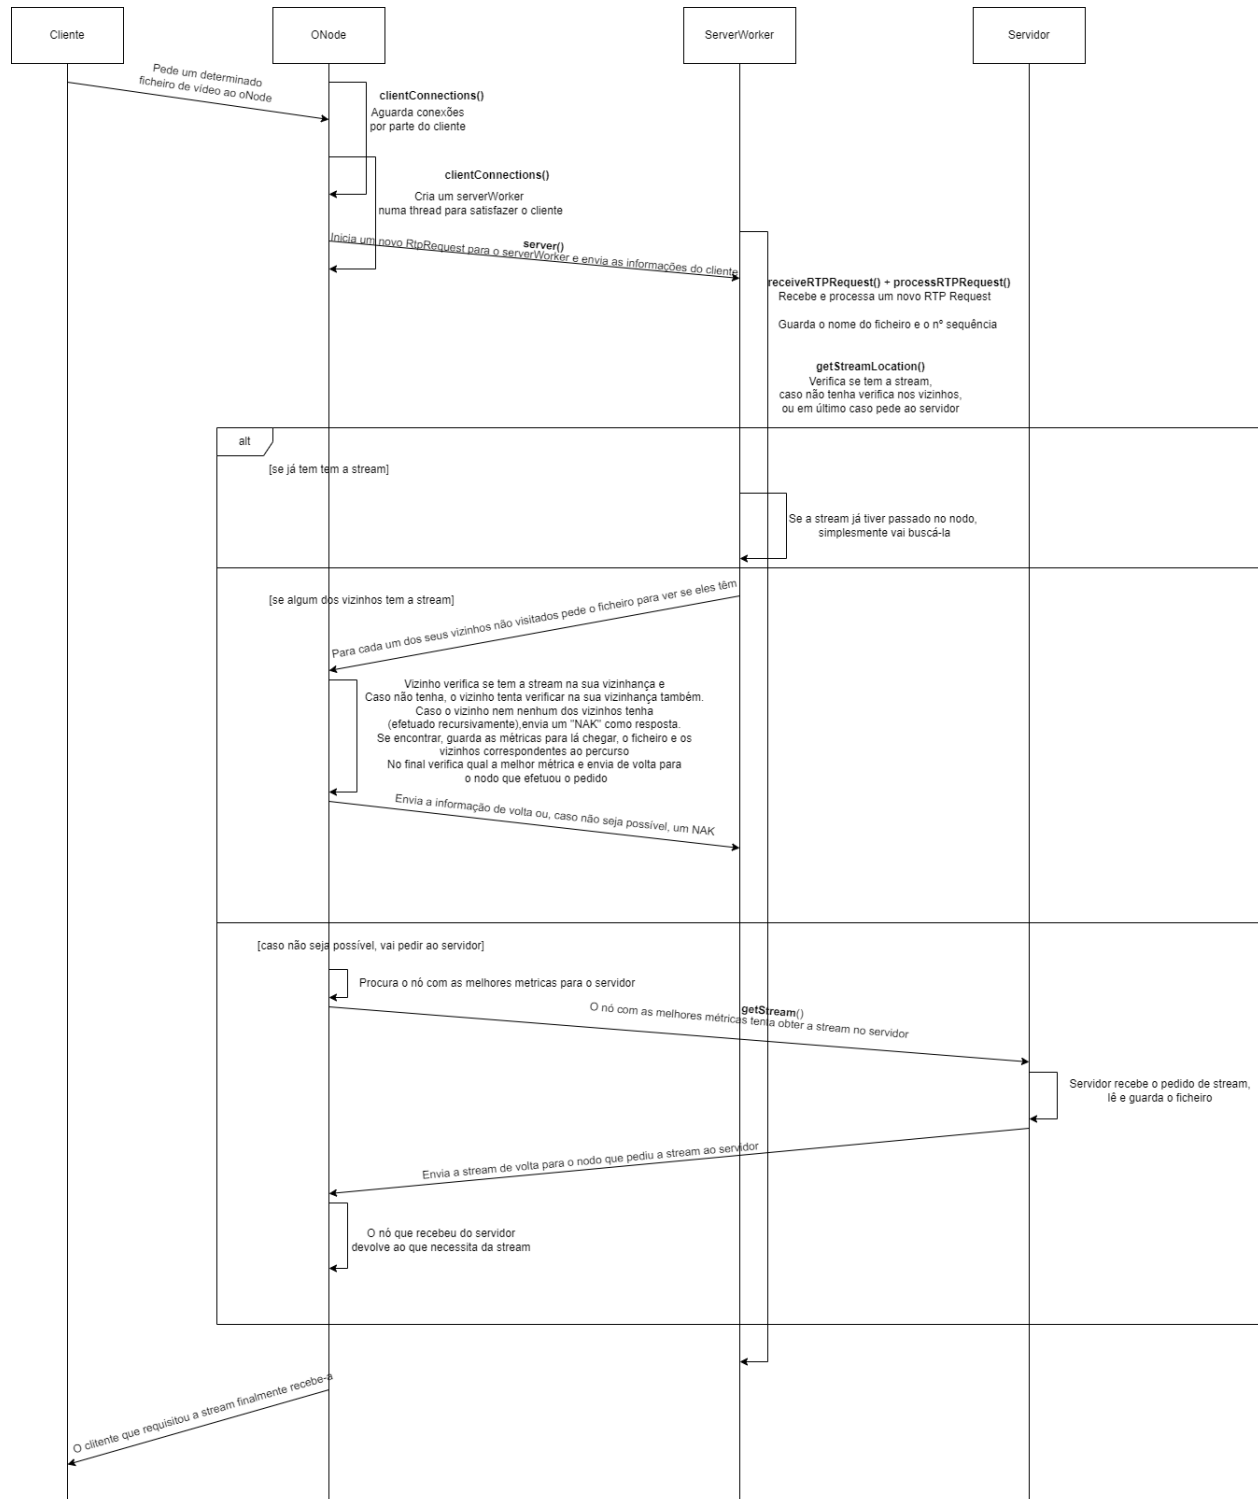 Cliente
ONode
ServerWorker
Servidor
Pede um determinado
ficheiro de vídeo ao oNode
clientConnections()
Aguarda conexões
por parte do cliente
clientConnections()
Cria um serverWorker
numa thread para satisfazer o cliente
server()
Inicia um novo RtpRequest para o serverWorker e envia as informações do cliente
receiveRTPRequest() + processRTPRequest()
Recebe e processa um novo RTP Request
Guarda o nome do ficheiro e o nº sequência
getStreamLocation()
Verifica se tem a stream,
caso não tenha verifica nos vizinhos,
ou em último caso pede ao servidor
alt
[se já tem tem a stream]
Se a stream já tiver passado no nodo,
simplesmente vai buscá-la
[se algum dos vizinhos tem a stream]
Para cada um dos seus vizinhos não visitados pede o ficheiro para ver se eles têm
Vizinho verifica se tem a stream na sua vizinhança e
Caso não tenha, o vizinho tenta verificar na sua vizinhança também.
Caso o vizinho nem nenhum dos vizinhos tenha
(efetuado recursivamente),envia um "NAK" como resposta.
Se encontrar, guarda as métricas para lá chegar, o ficheiro e os
vizinhos correspondentes ao percurso
No final verifica qual a melhor métrica e envia de volta para
o nodo que efetuou o pedido
Envia a informação de volta ou, caso não seja possível, um NAK
[caso não seja possível, vai pedir ao servidor]
Procura o nó com as melhores metricas para o servidor
getStream()
O nó com as melhores métricas tenta obter a stream no servidor
Servidor recebe o pedido de stream,
lê e guarda o ficheiro
Envia a stream de volta para o nodo que pediu a stream ao servidor
O nó que recebeu do servidor
devolve ao que necessita da stream
O clitente que requisitou a stream finalmente recebe-a